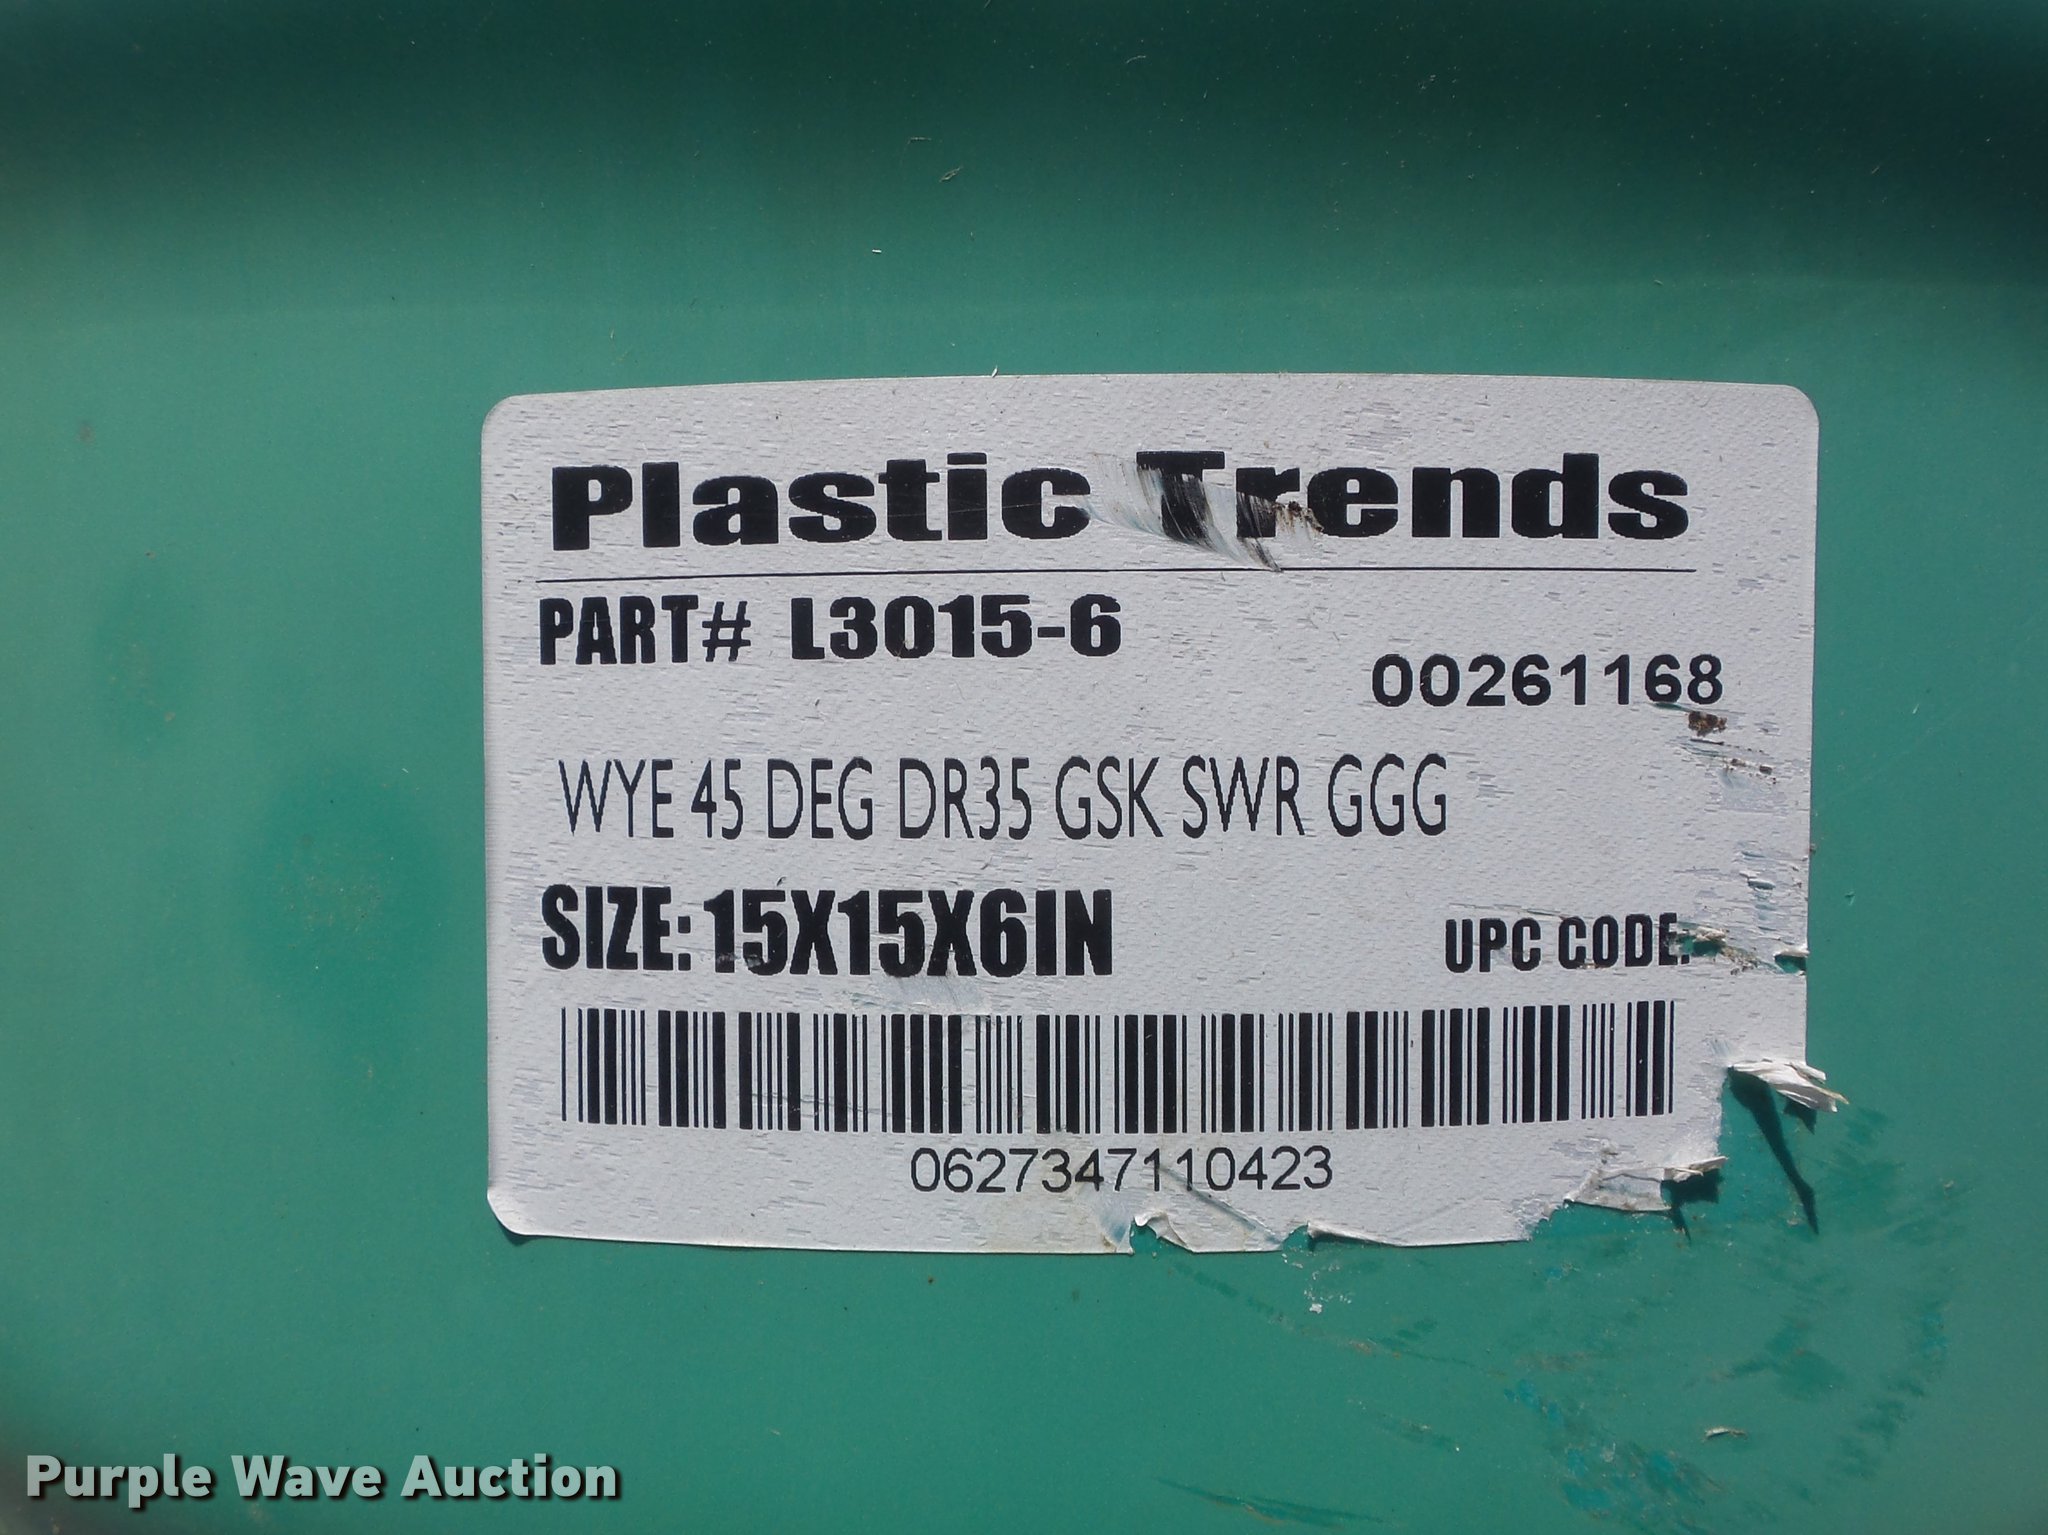 Plastic Trends
PART# L3015-6
00261168
WYE 45 DEG DR35 GSK SWR GGG
SIZE: 15X15X6IN
UPC CODE:
0627347110423
Purple Wave Auction